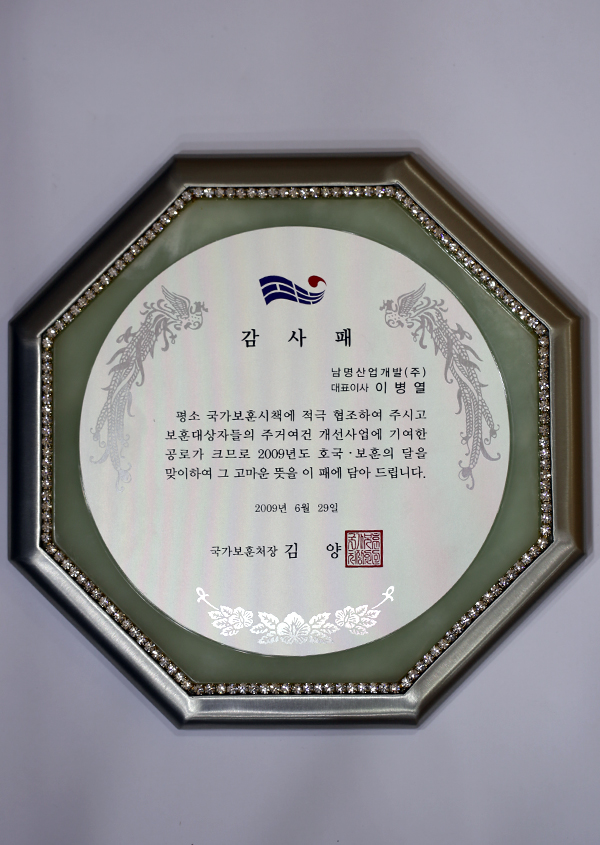 감 사 패
남명산업개발(주)
대표이사 이 병 열
평소 국가보훈시책에 적극 협조하여 주시고
보훈대상자들의 주거여건 개선사업에 기여한
공로가 크므로 2009년도 호국·보훈의 달을
맞이하여 그 고마운 뜻을 이 패에 담아 드립니다.
2009년 6월 29일
국가보훈처장 김 양